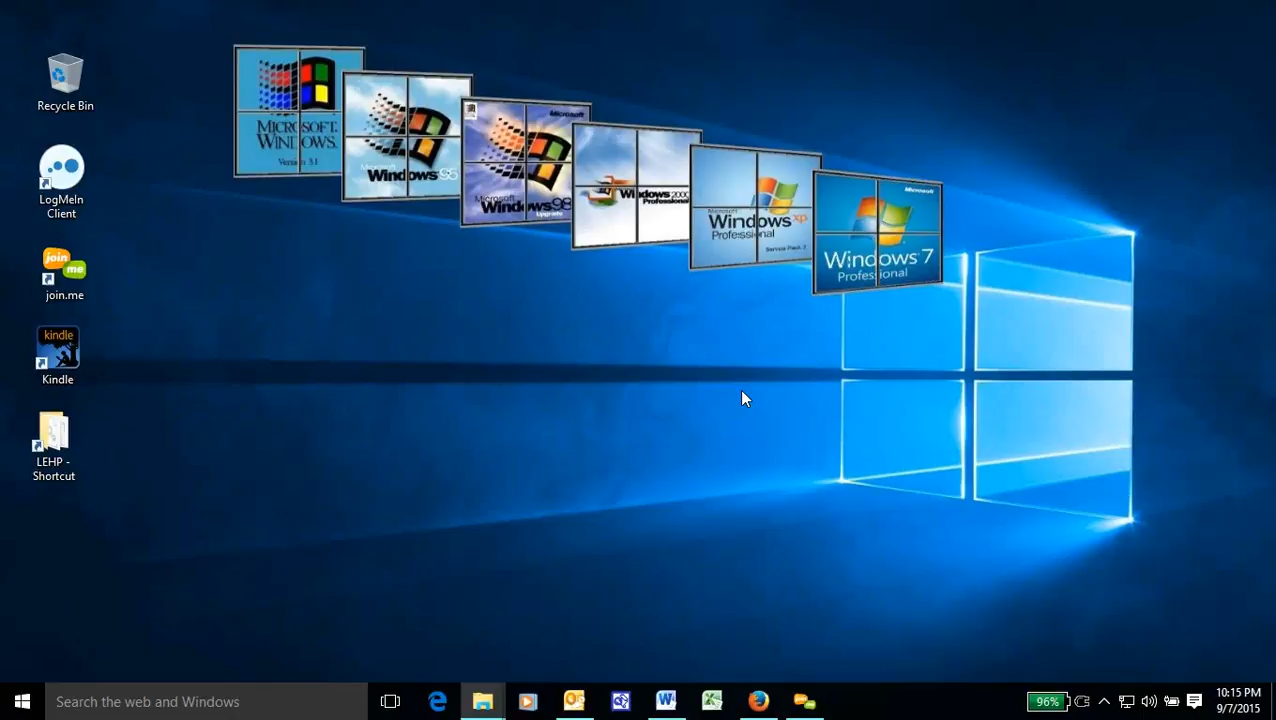 Recycle Bin
LogMeIn
Client
join
me
join.me
kindle
Kindle
LEHP -
Shortcut
MICROSOFT.
WINDOWS.
Version 3.1
Microsoft
Windows 95
Microsoft
Microsoft
Windows 98
Upgrade
Microsoft
Windows 2000
Professional
Microsoft
Windows xp
Professional
Service Pack 2
Microsoft
Windows 7
Professional
Search the web and Windows
96%
10:15 PM
9/7/2015